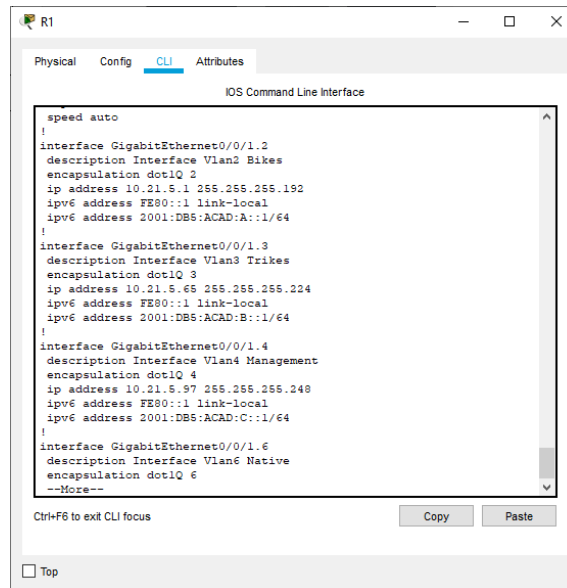 R1
Physical Config CLI Attributes
IOS Command Line Interface
speed auto
!
interface GigabitEthernet0/0/1.2
description Interface Vlan2 Bikes
encapsulation dot1Q 2
ip address 10.21.5.1 255.255.255.192
ipv6 address FE80::1 link-local
ipv6 address 2001:DB5:ACAD:A::1/64
!
interface GigabitEthernet0/0/1.3
description Interface Vlan3 Trikes
encapsulation dot1Q 3
ip address 10.21.5.65 255.255.255.224
ipv6 address FE80::1 link-local
ipv6 address 2001:DB5:ACAD:B::1/64
!
interface GigabitEthernet0/0/1.4
description Interface Vlan4 Management
encapsulation dot1Q 4
ip address 10.21.5.97 255.255.255.248
ipv6 address FE80::1 link-local
ipv6 address 2001:DB5:ACAD:C::1/64
!
interface GigabitEthernet0/0/1.6
description Interface Vlan6 Native
encapsulation dot1Q 6
--More--
Ctrl+F6 to exit CLI focus
Copy Paste
Top